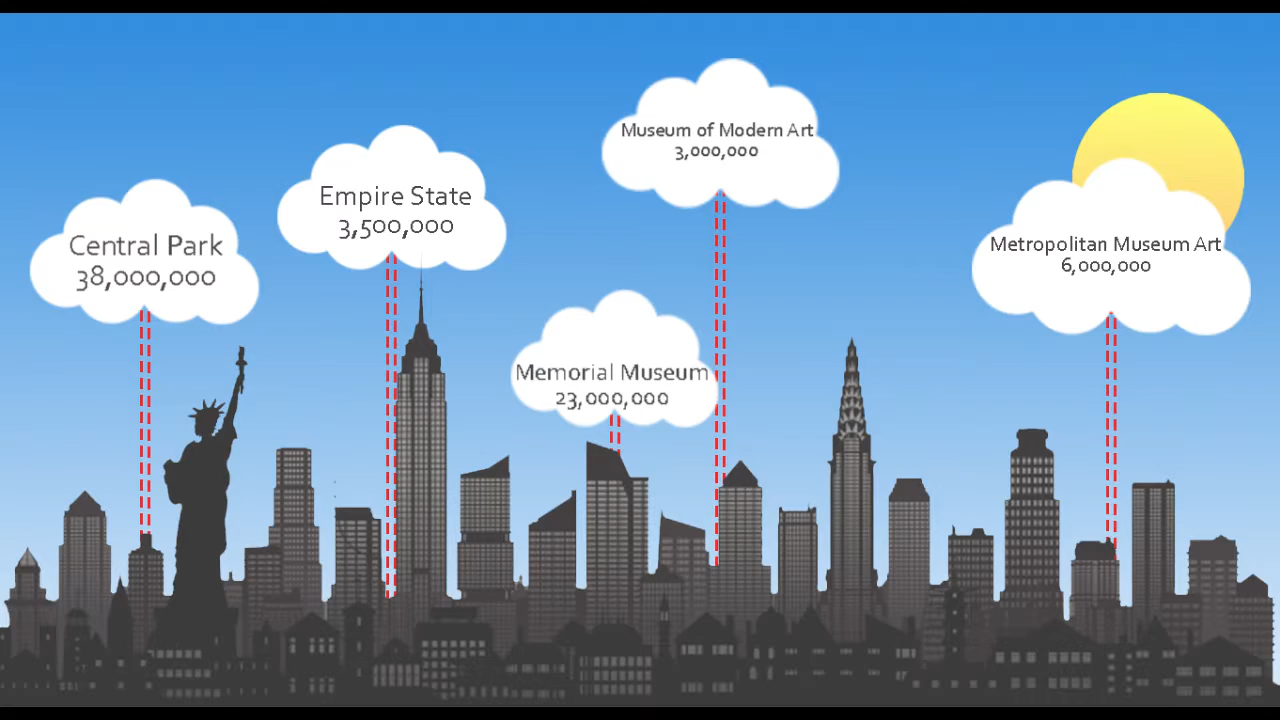 Central Park
38,000,000
Empire State
3,500,000
Memorial Museum
23,000,000
Museum of Modern Art
3,000,000
Metropolitan Museum Art
6,000,000